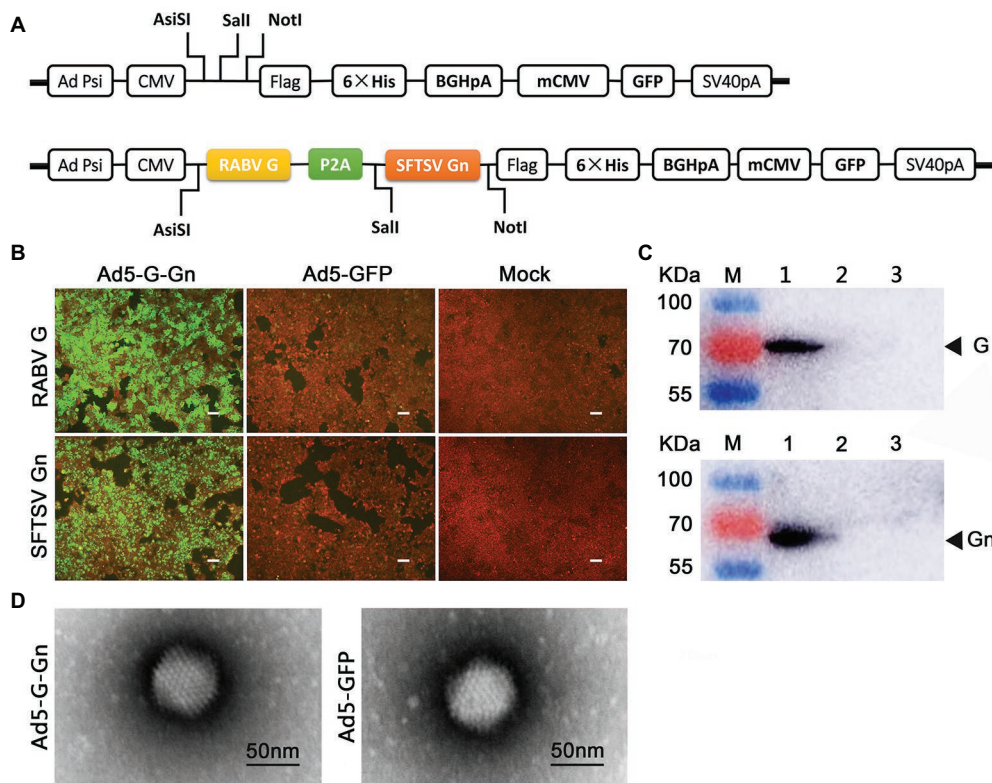 A
AsiSI SalI NotI
Ad Psi CMV Flag 6×His BGHpA mCMV GFP SV40pA
Ad Psi CMV RABV G P2A SFTSV Gn Flag 6×His BGHpA mCMV GFP SV40pA
AsiSI SalI NotI
B
Ad5-G-Gn Ad5-GFP Mock
RABV G
SFTSV Gn
C
KDa M 1 2 3
100
70 G
55
KDa M 1 2 3
100
70
Gn
55
D
Ad5-G-Gn
50nm
Ad5-GFP
50nm